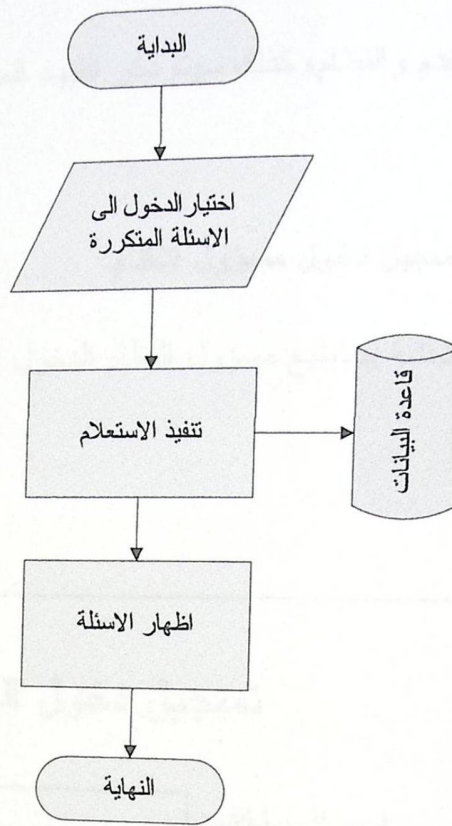 البداية
اختيار الدخول الى
الاسئلة المتكررة
تنفيذ الاستعلام
قاعدة البيانات
اظهار الاسئلة
النهاية